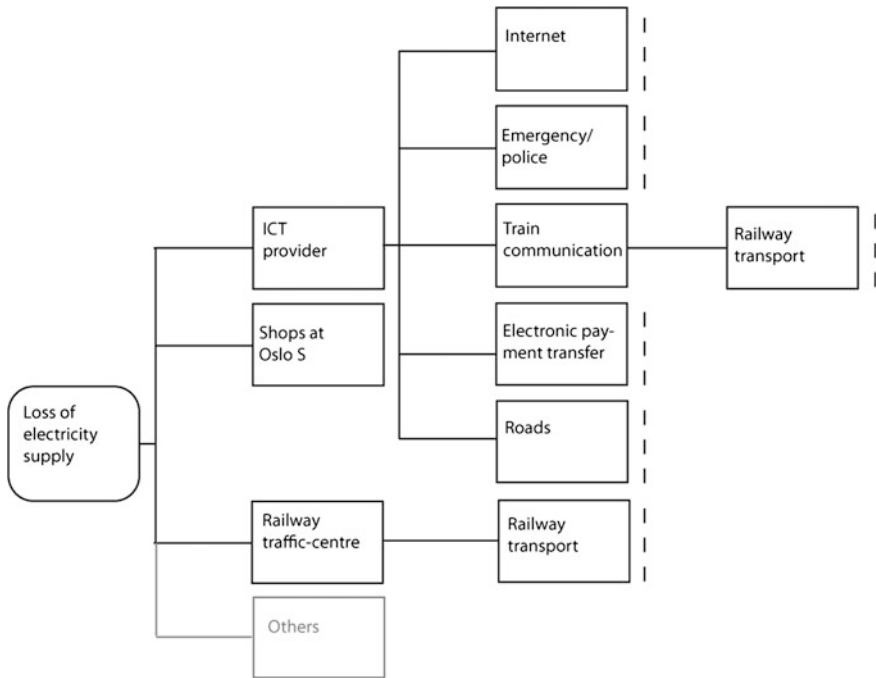 Internet
Emergency/
police
ICT
provider
Train
communication
Railway
transport
Shops at
Oslo S
Electronic pay-
ment transfer
Loss of
electricity
supply
Roads
Railway
traffic-centre
Railway
transport
Others